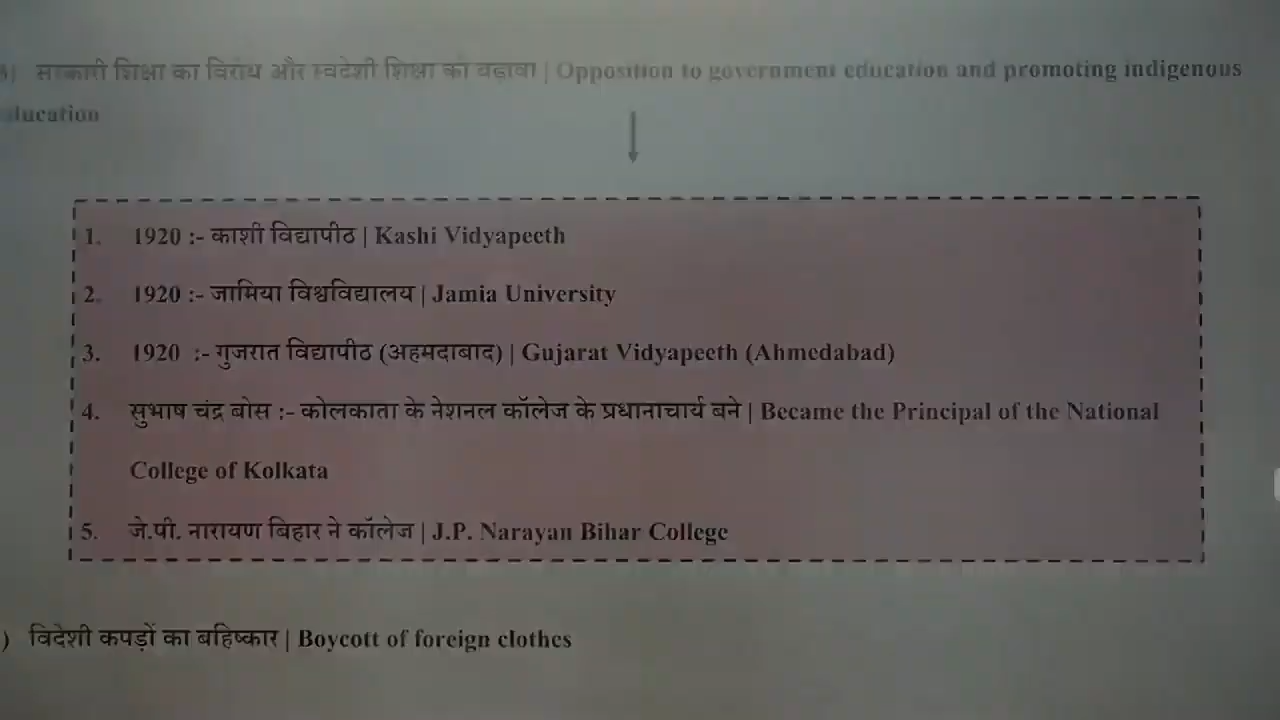 सरकारी शिक्षा का विरोध और स्वदेशी शिक्षा को बढ़ावा | Opposition to government education and promoting indigenous
ducation
1. 1920 :- काशी विद्यापीठ | Kashi Vidyapeeth
2. 1920 :- जामिया विश्वविद्यालय | Jamia University
3. 1920 :- गुजरात विद्यापीठ (अहमदाबाद) | Gujarat Vidyapeeth (Ahmedabad)
4. सुभाष चंद्र बोस :- कोलकाता के नेशनल कॉलेज के प्रधानाचार्य बने | Became the Principal of the National
College of Kolkata
5. जे.पी. नारायण बिहार ने कॉलेज | J.P. Narayan Bihar College
) विदेशी कपड़ों का बहिष्कार | Boycott of foreign clothes